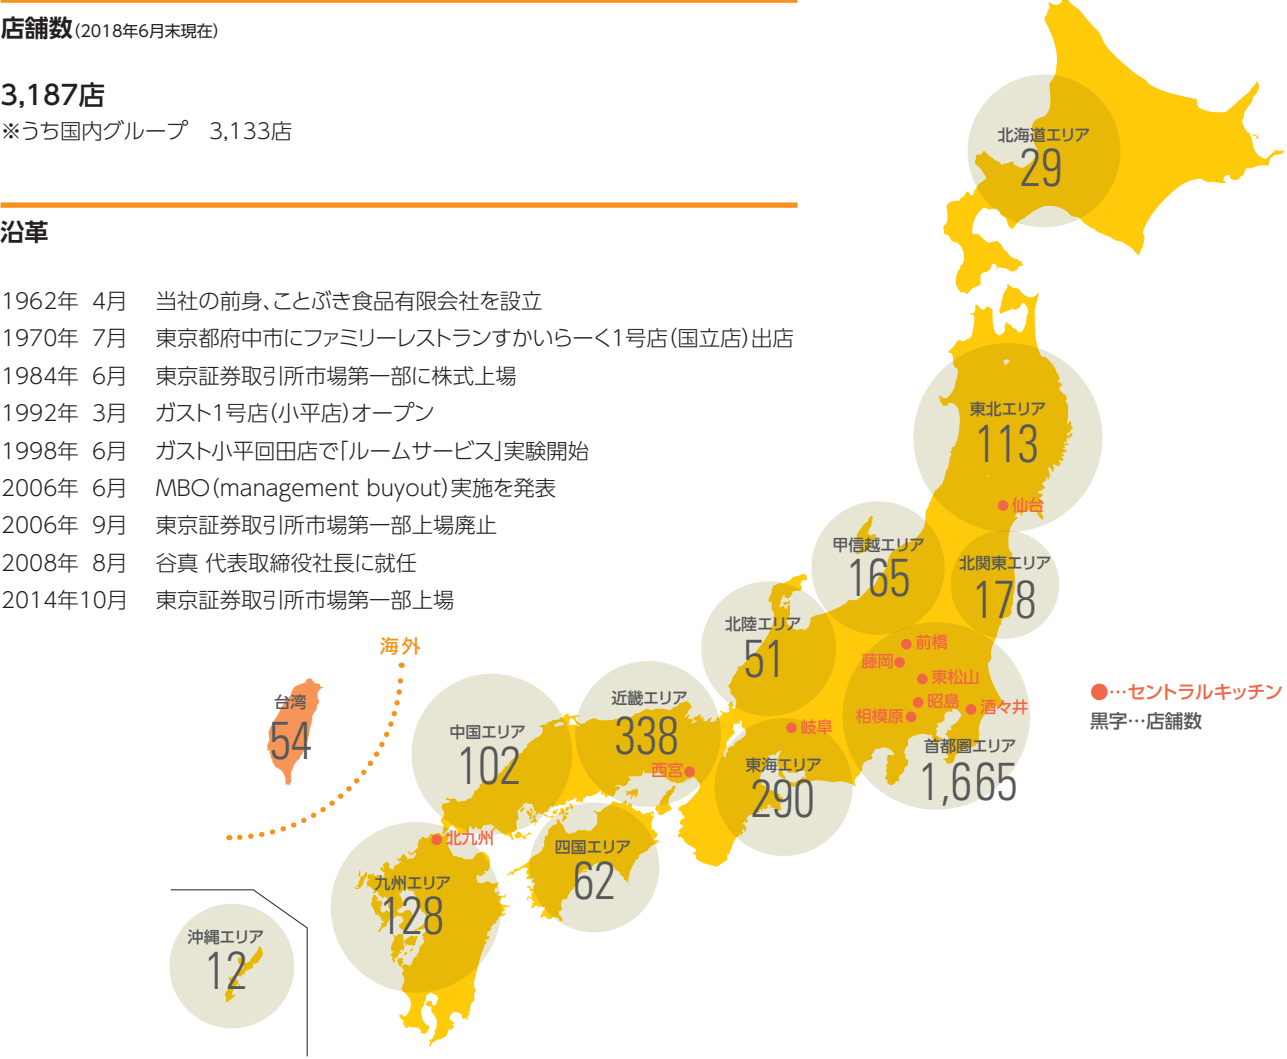 店舗数(2018年6月末現在)
3,187店
※うち国内グループ　3,133店
沿革
1962年 4月　当社の前身、ことぶき食品有限会社を設立
1970年 7月　東京都府中市にファミリーレストランすかいらーく1号店(国立店)出店
1984年 6月　東京証券取引所市場第一部に株式上場
1992年 3月　ガスト1号店(小平店)オープン
1998年 6月　ガスト小平回田店で「ルームサービス」実験開始
2006年 6月　MBO(management buyout)実施を発表
2006年 9月　東京証券取引所市場第一部上場廃止
2008年 8月　谷真 代表取締役社長に就任
2014年10月　東京証券取引所市場第一部上場
北海道エリア
29
東北エリア
113
仙台
甲信越エリア
165
北関東エリア
178
北陸エリア
51
前橋
藤岡
東松山
昭島
酒々井
相模原
首都圏エリア
1,665
岐阜
東海エリア
290
近畿エリア
338
西宮
中国エリア
102
四国エリア
62
北九州
九州エリア
128
沖縄エリア
12
海外
台湾
54
●…セントラルキッチン
黒字…店舗数